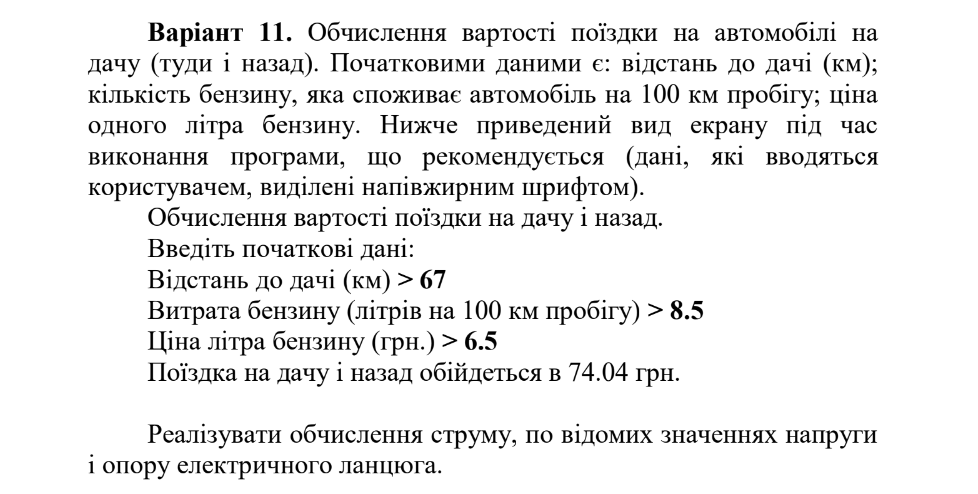 Варіант 11. Обчислення вартості поїздки на автомобілі на
дачу (туди і назад). Початковими даними є: відстань до дачі (км);
кількість бензину, яка споживає автомобіль на 100 км пробігу; ціна
одного літра бензину. Нижче приведений вид екрану під час
виконання програми, що рекомендується (дані, які вводяться
користувачем, виділені напівжирним шрифтом).
Обчислення вартості поїздки на дачу і назад.
Введіть початкові дані:
Відстань до дачі (км) > 67
Витрата бензину (літрів на 100 км пробігу) > 8.5
Ціна літра бензину (грн.) > 6.5
Поїздка на дачу і назад обійдеться в 74.04 грн.
Реалізувати обчислення струму, по відомих значеннях напруги
і опору електричного ланцюга.